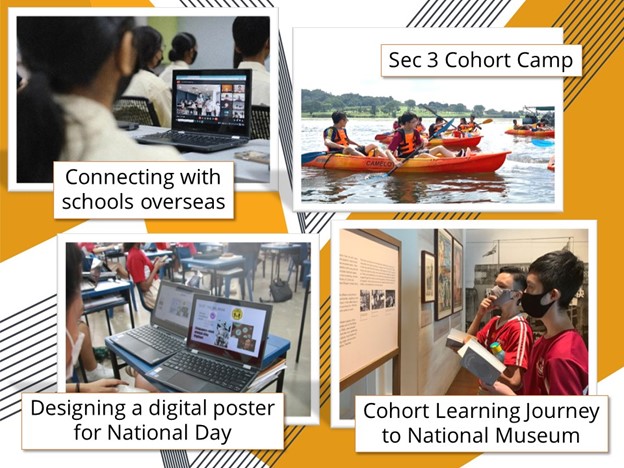 Sec 3 Cohort Camp
Connecting with
schools overseas
CAMELOT
Designing a digital poster
for National Day
Cohort Learning Journey
to National Museum